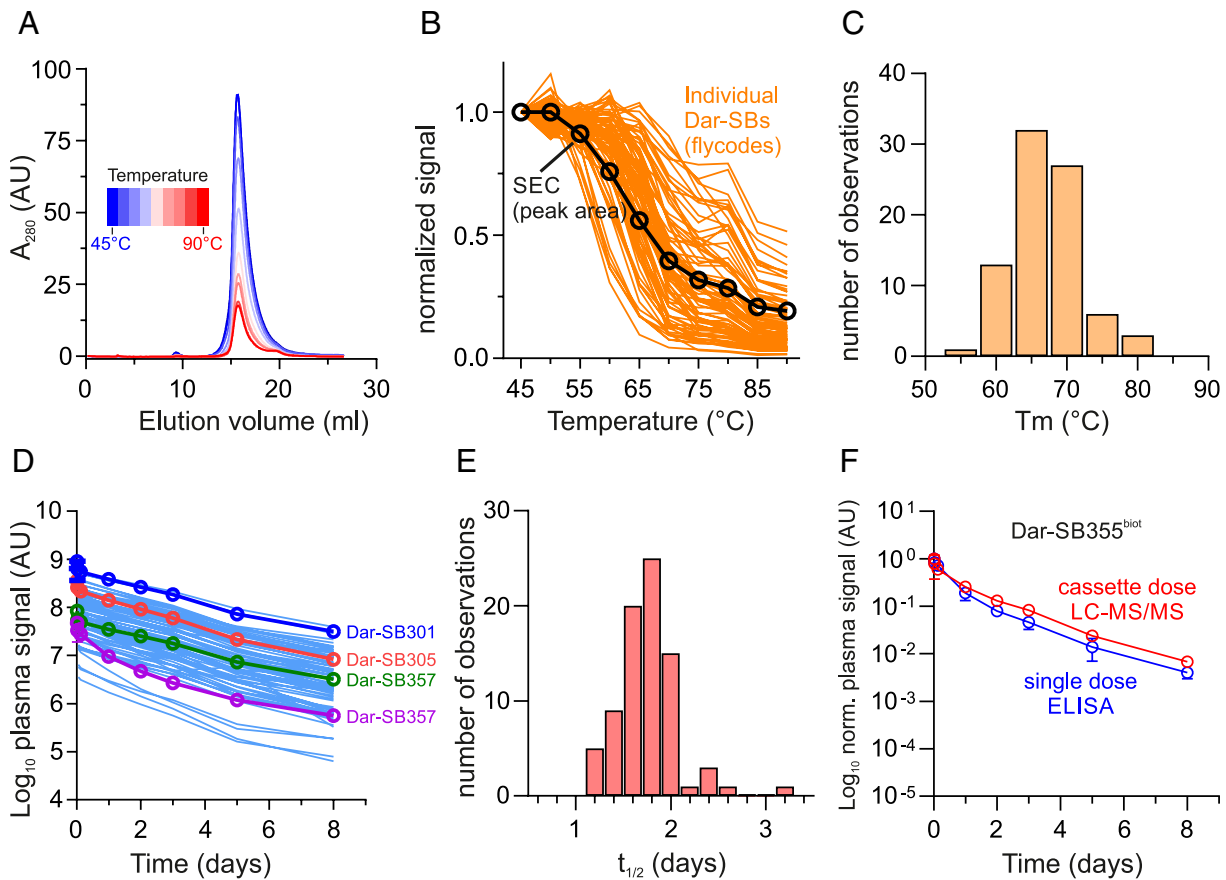 A
B
C
100
75
50
25
0
A280 (AU)
Temperature
45°C
90°C
0
10
20
30
Elution volume (ml)
1.0
0.5
0.0
normalized signal
Individual
Dar-SBs
(flycodes)
SEC
(peak area)
45
55
65
75
85
Temperature (°C)
40
30
20
10
0
number of observations
50
60
70
80
90
Tm (°C)
D
E
F
10
9
8
7
6
5
4
Log10 plasma signal (AU)
Dar-SB301
Dar-SB305
Dar-SB357
Dar-SB357
0
2
4
6
8
Time (days)
30
20
10
0
number of observations
1
2
3
t1/2 (days)
10^1
10^0
10^-1
10^-2
10^-3
10^-4
10^-5
Log10 norm. plasma signal (AU)
Dar-SB355biot
cassette dose
LC-MS/MS
single dose
ELISA
0
2
4
6
8
Time (days)